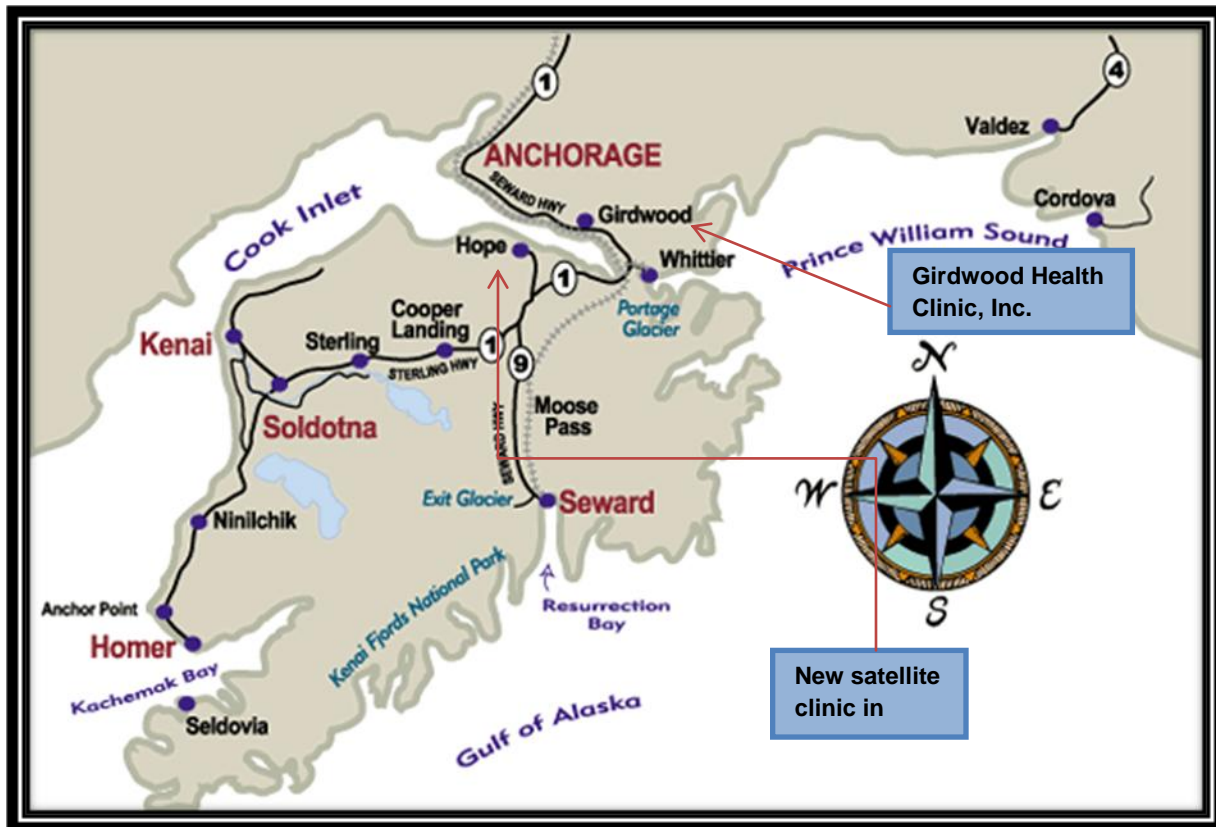 1
4
Valdez
ANCHORAGE
SEWARD HWY
Cordova
Cook Inlet
Girdwood
Prince William Sound
Hope
Whittier
Girdwood Health
Clinic, Inc.
1
Portage
Glacier
Cooper
Landing
Kenai
Sterling
1
STERLING HWY
9
N
Moose
Pass
Soldotna
SEWARD HWY
W
E
Exit Glacier
Seward
Ninilchik
S
Resurrection
Bay
Anchor Point
Kenai Fjords National Park
Homer
Kachemak Bay
New satellite
clinic in
Seldovia
Gulf of Alaska